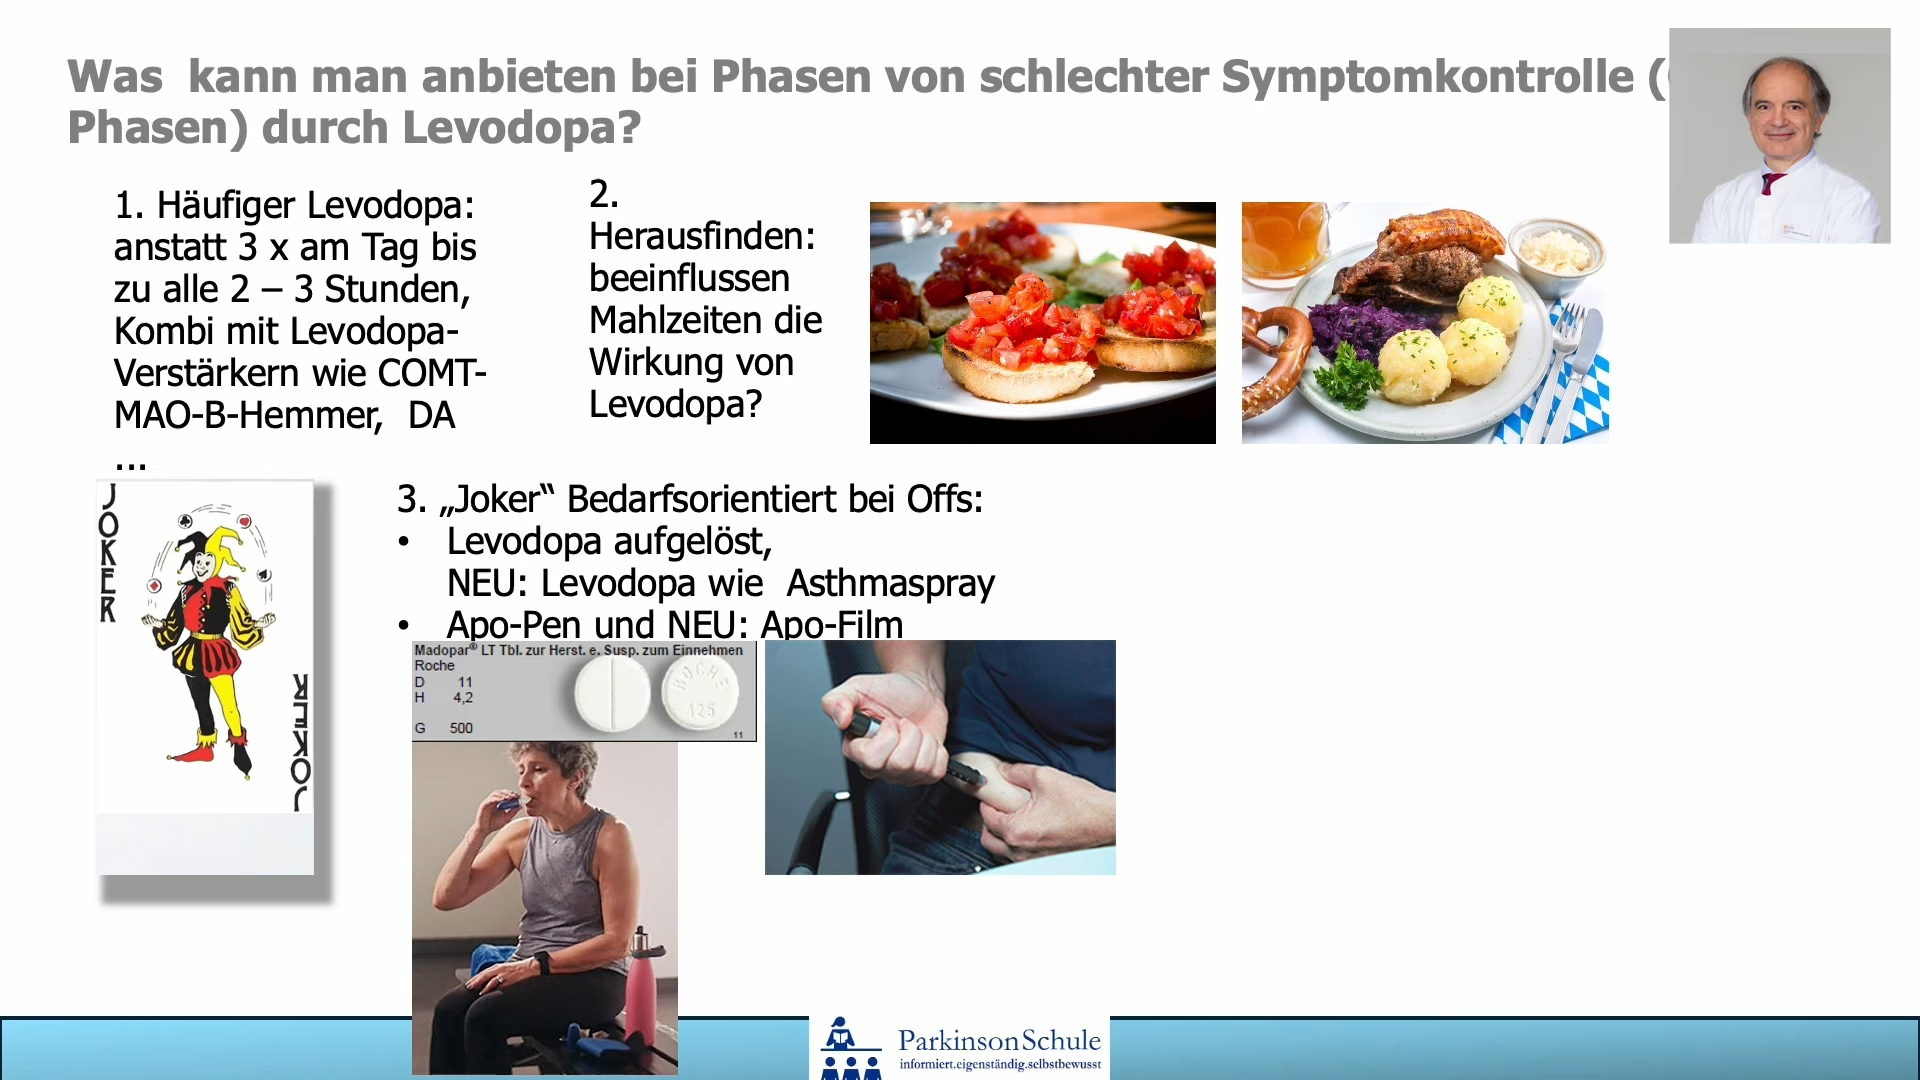 Was kann man anbieten bei Phasen von schlechter Symptomkontrolle (
Phasen) durch Levodopa?
1. Häufiger Levodopa:
anstatt 3 x am Tag bis
zu alle 2 – 3 Stunden,
Kombi mit Levodopa-
Verstärkern wie COMT-
MAO-B-Hemmer, DA
...
2.
Herausfinden:
beeinflussen
Mahlzeiten die
Wirkung von
Levodopa?
JOKER
JOKER
3. „Joker“ Bedarfsorientiert bei Offs:
• Levodopa aufgelöst,
NEU: Levodopa wie Asthmaspray
• Apo-Pen und NEU: Apo-Film
Madopar® LT Tbl. zur Herst. e. Susp. zum Einnehmen
Roche
D 11
H 4,2
G 500
ROCHE
125
11
ParkinsonSchule
informiert.eigenständig.selbstbewusst